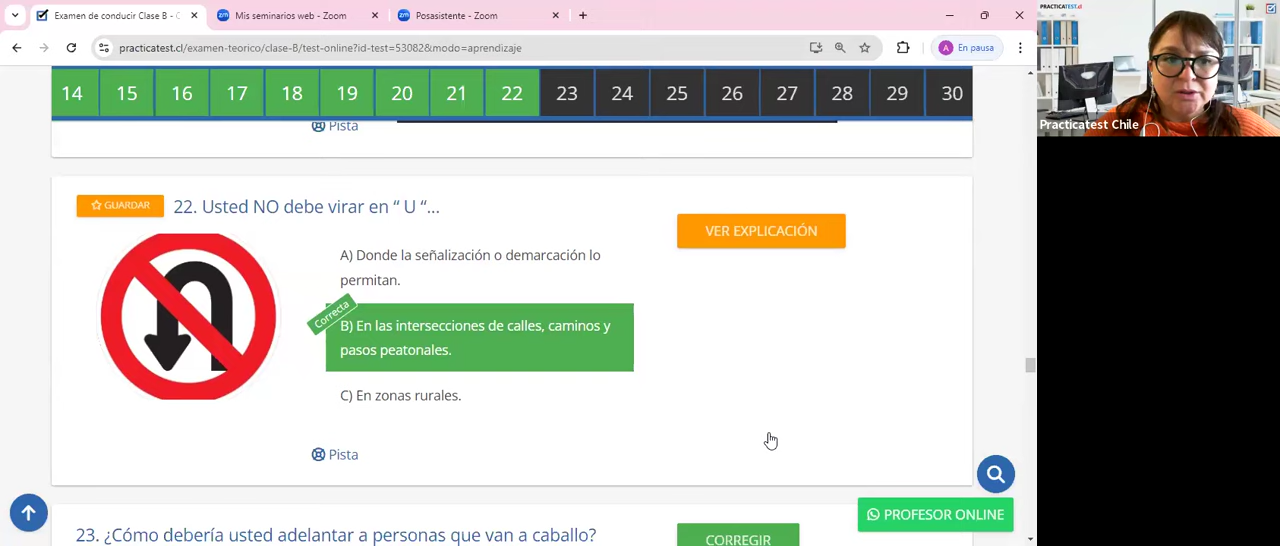 Examen de conducir Clase B - C
Mis seminarios web - Zoom
Posasistente - Zoom
practicatest.cl/examen-teorico/clase-B/test-online?id-test=53082&modo=aprendizaje
A
En pausa
PRACTICATEST.cl
14 15 16 17 18 19 20 21 22 23 24 25 26 27 28 29 30
Practicatest Chile
Pista
GUARDAR
22. Usted NO debe virar en “ U “...
VER EXPLICACIÓN
A) Donde la señalización o demarcación lo
permitan.
Correcta
B) En las intersecciones de calles, caminos y
pasos peatonales.
C) En zonas rurales.
Pista
PROFESOR ONLINE
23. ¿Cómo debería usted adelantar a personas que van a caballo?
CORREGIR